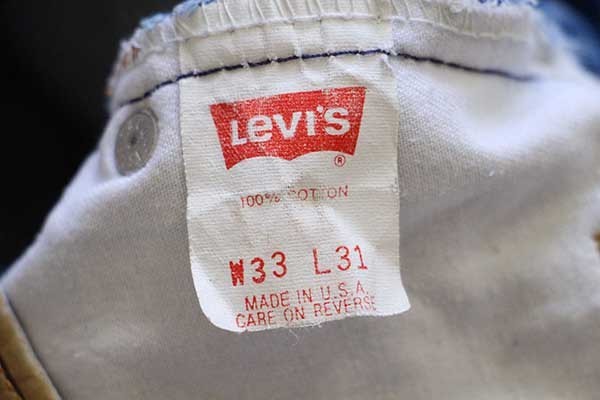 Levi's
®
100% COTTON
W33 L31
MADE IN U.S.A.
CARE ON REVERSE